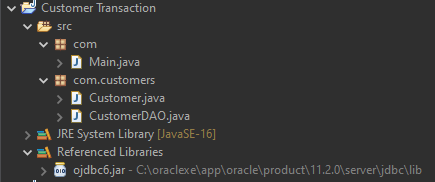 Customer Transaction
src
com
Main.java
com.customers
Customer.java
CustomerDAO.java
JRE System Library [JavaSE-16]
Referenced Libraries
ojdbc6.jar - C:\oraclexe\app\oracle\product\11.2.0\server\jdbc\lib